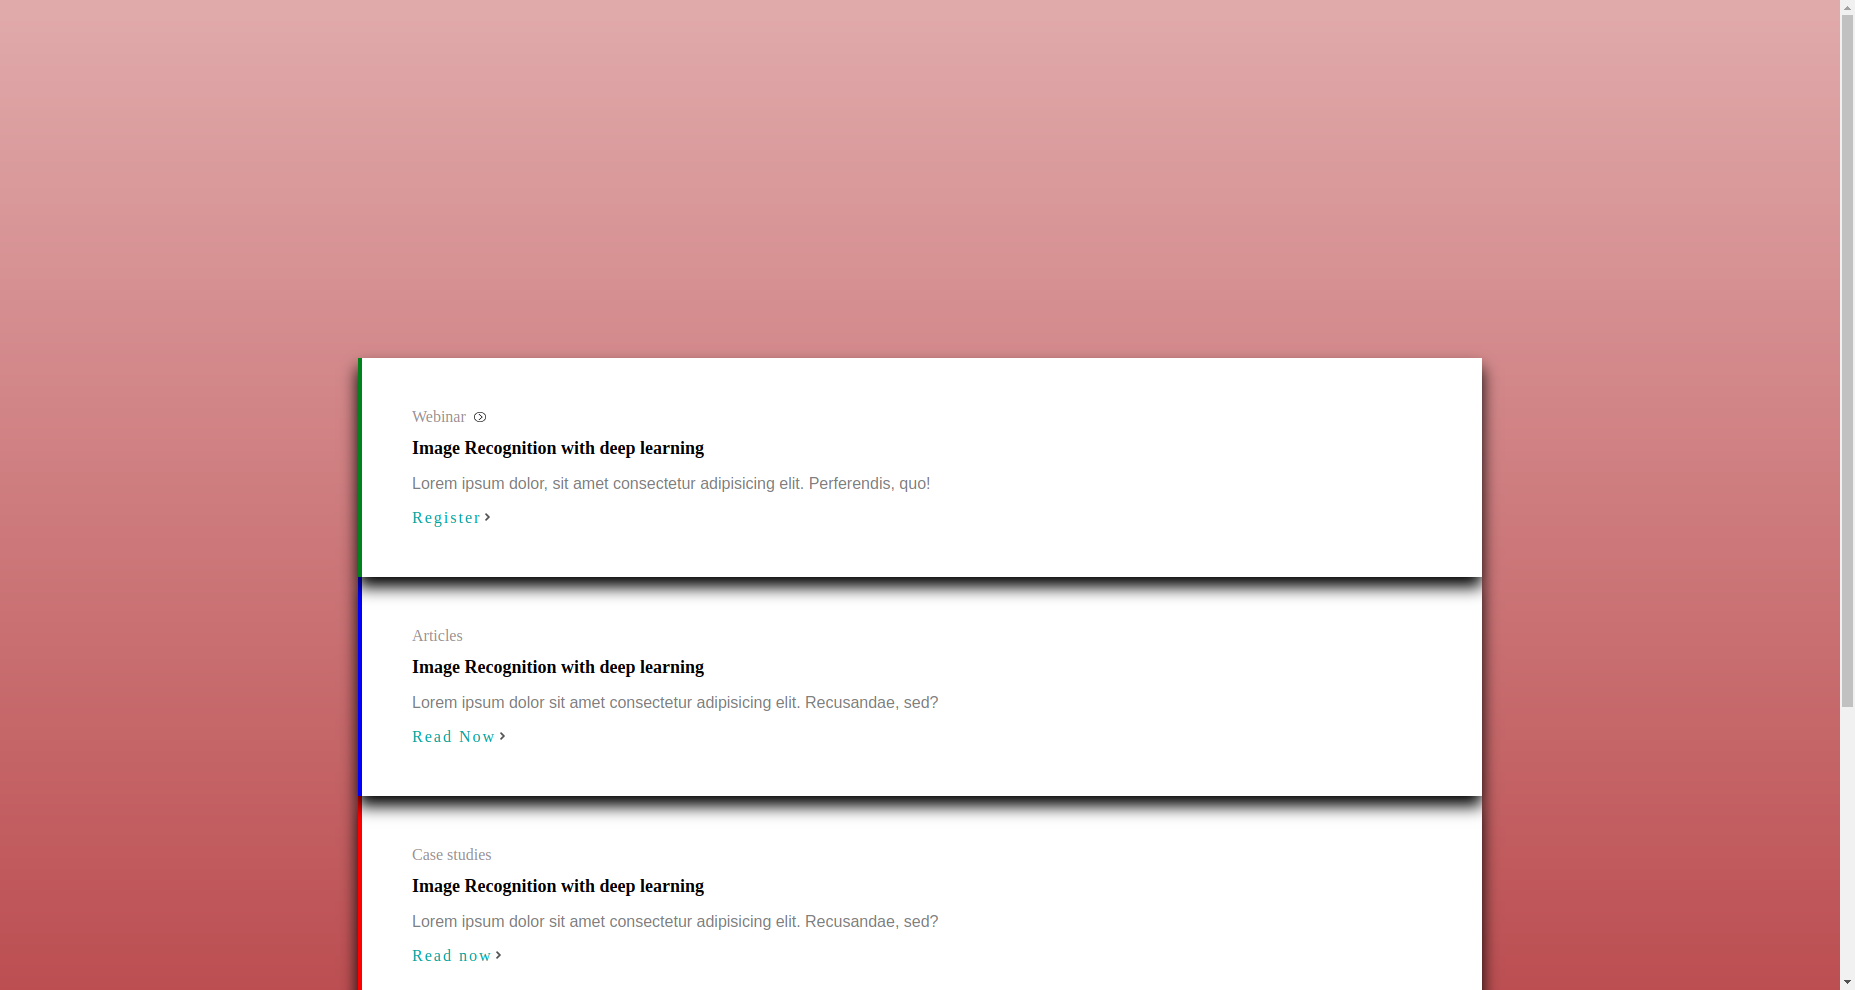 Webinar
Image Recognition with deep learning
Lorem ipsum dolor, sit amet consectetur adipisicing elit. Perferendis, quo!
Register
Articles
Image Recognition with deep learning
Lorem ipsum dolor sit amet consectetur adipisicing elit. Recusandae, sed?
Read Now
Case studies
Image Recognition with deep learning
Lorem ipsum dolor sit amet consectetur adipisicing elit. Recusandae, sed?
Read now